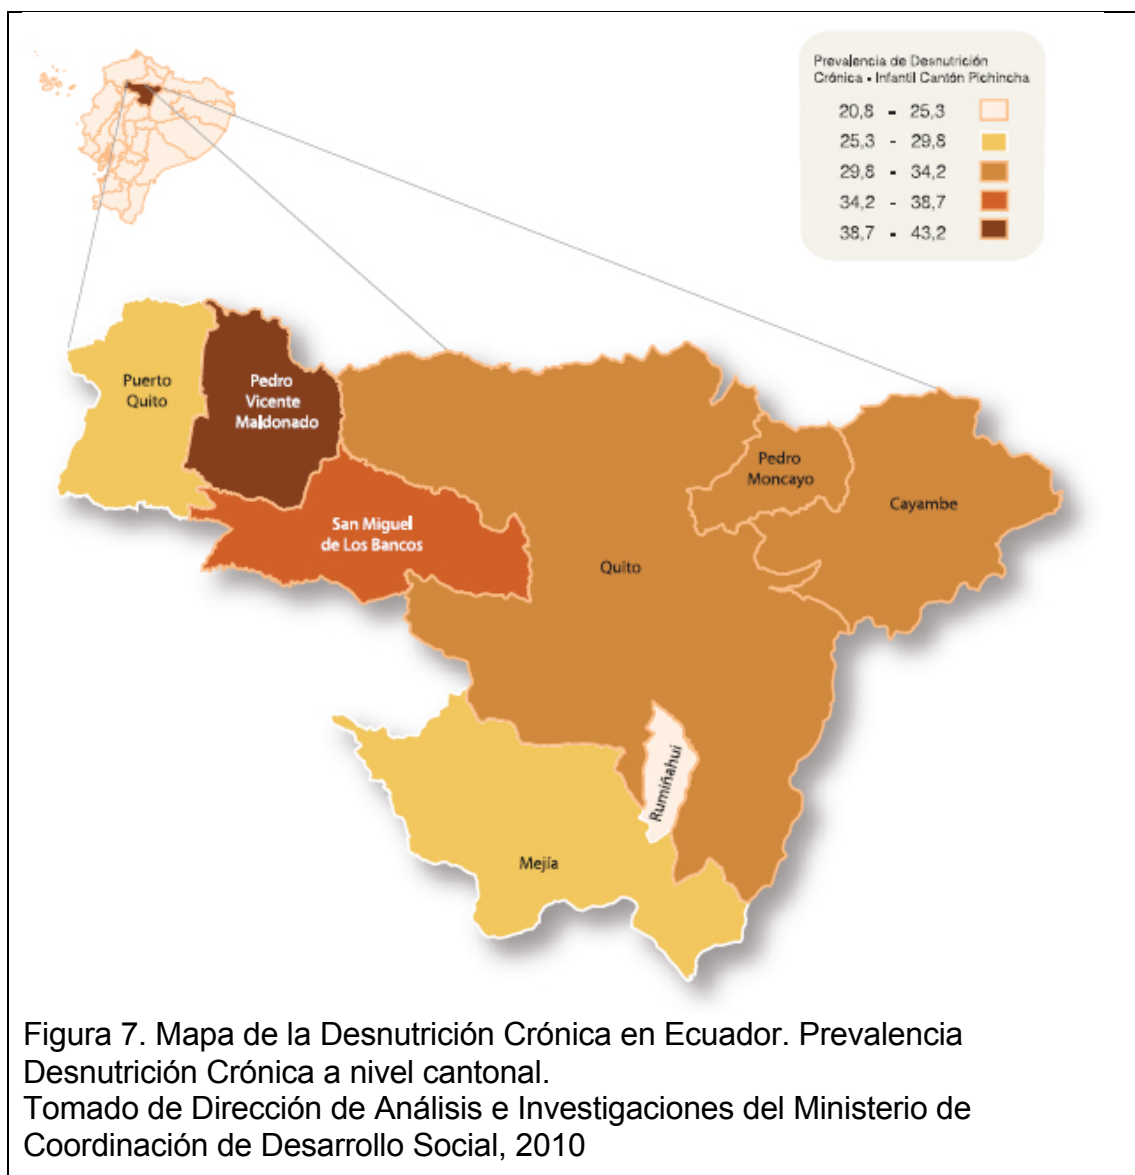 Prevalencia de Desnutrición
Crónica • Infantil Cantón Pichincha
20,8 - 25,3
25,3 - 29,8
29,8 - 34,2
34,2 - 38,7
38,7 - 43,2
Puerto
Quito
Pedro
Vicente
Maldonado
San Miguel
de Los Bancos
Pedro
Moncayo
Cayambe
Quito
Rumiñahui
Mejía
Figura 7. Mapa de la Desnutrición Crónica en Ecuador. Prevalencia
Desnutrición Crónica a nivel cantonal.
Tomado de Dirección de Análisis e Investigaciones del Ministerio de
Coordinación de Desarrollo Social, 2010